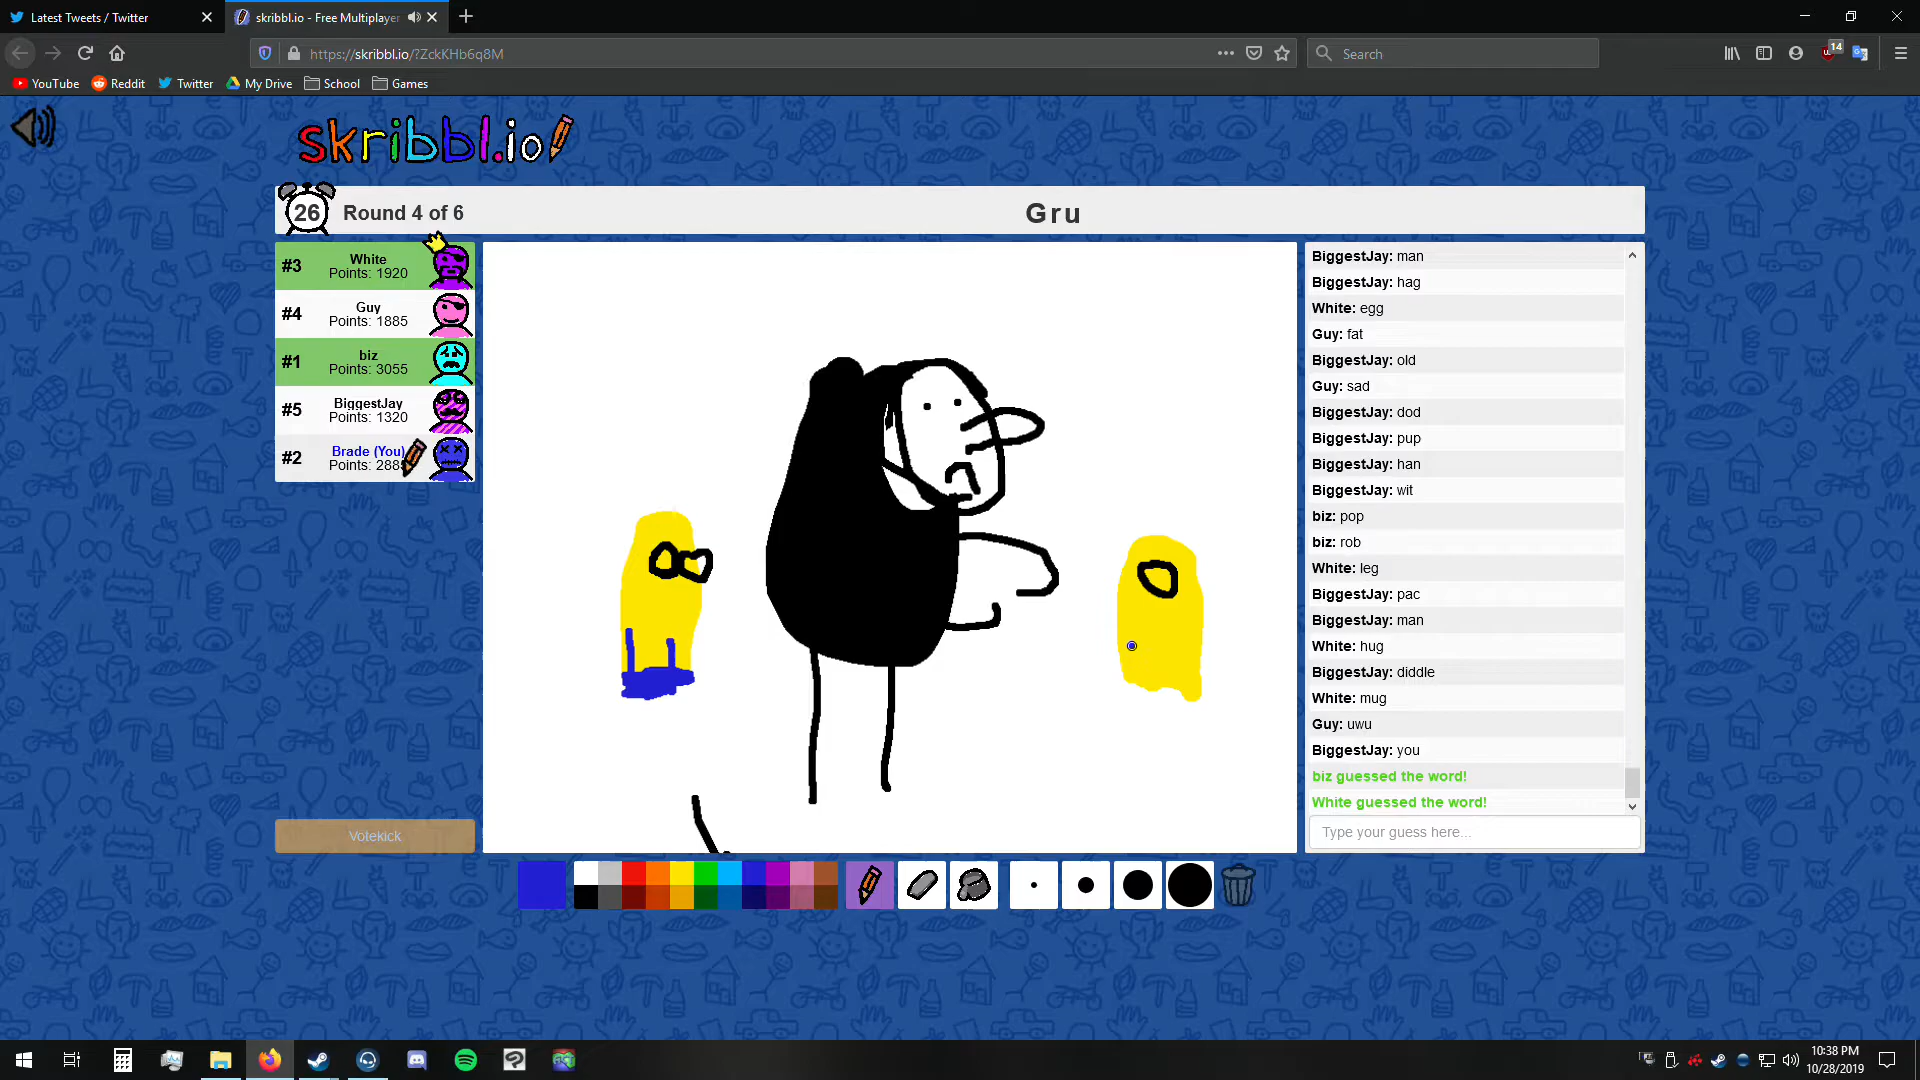 Latest Tweets / Twitter
skribbl.io - Free Multiplayer
https://skribbl.io/?ZckKHb6q8M
Search
14
YouTube
Reddit
Twitter
My Drive
School
Games
skribbl.io
26
Round 4 of 6
Gru
#3
White
Points: 1920
#4
Guy
Points: 1885
#1
biz
Points: 3055
#5
BiggestJay
Points: 1320
#2
Brade (You)
Points: 2885
Votekick
BiggestJay: man
BiggestJay: hag
White: egg
Guy: fat
BiggestJay: old
Guy: sad
BiggestJay: dod
BiggestJay: pup
BiggestJay: han
BiggestJay: wit
biz: pop
biz: rob
White: leg
BiggestJay: pac
BiggestJay: man
White: hug
BiggestJay: diddle
White: mug
Guy: uwu
BiggestJay: you
biz guessed the word!
White guessed the word!
Type your guess here...
10:38 PM
10/28/2019